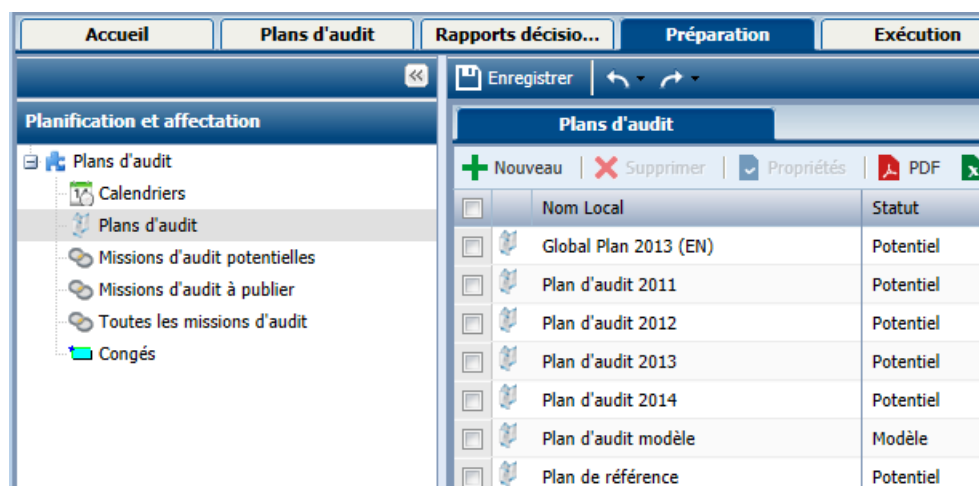 Accueil Plans d'audit Rapports décisio... Préparation Exécution
Enregistrer
Planification et affectation
Plans d'audit
Calendriers
Plans d'audit
Missions d'audit potentielles
Missions d'audit à publier
Toutes les missions d'audit
Congés
Plans d'audit
Nouveau Supprimer Propriétés PDF
Nom Local Statut
Global Plan 2013 (EN) Potentiel
Plan d'audit 2011 Potentiel
Plan d'audit 2012 Potentiel
Plan d'audit 2013 Potentiel
Plan d'audit 2014 Potentiel
Plan d'audit modèle Modèle
Plan de référence Potentiel